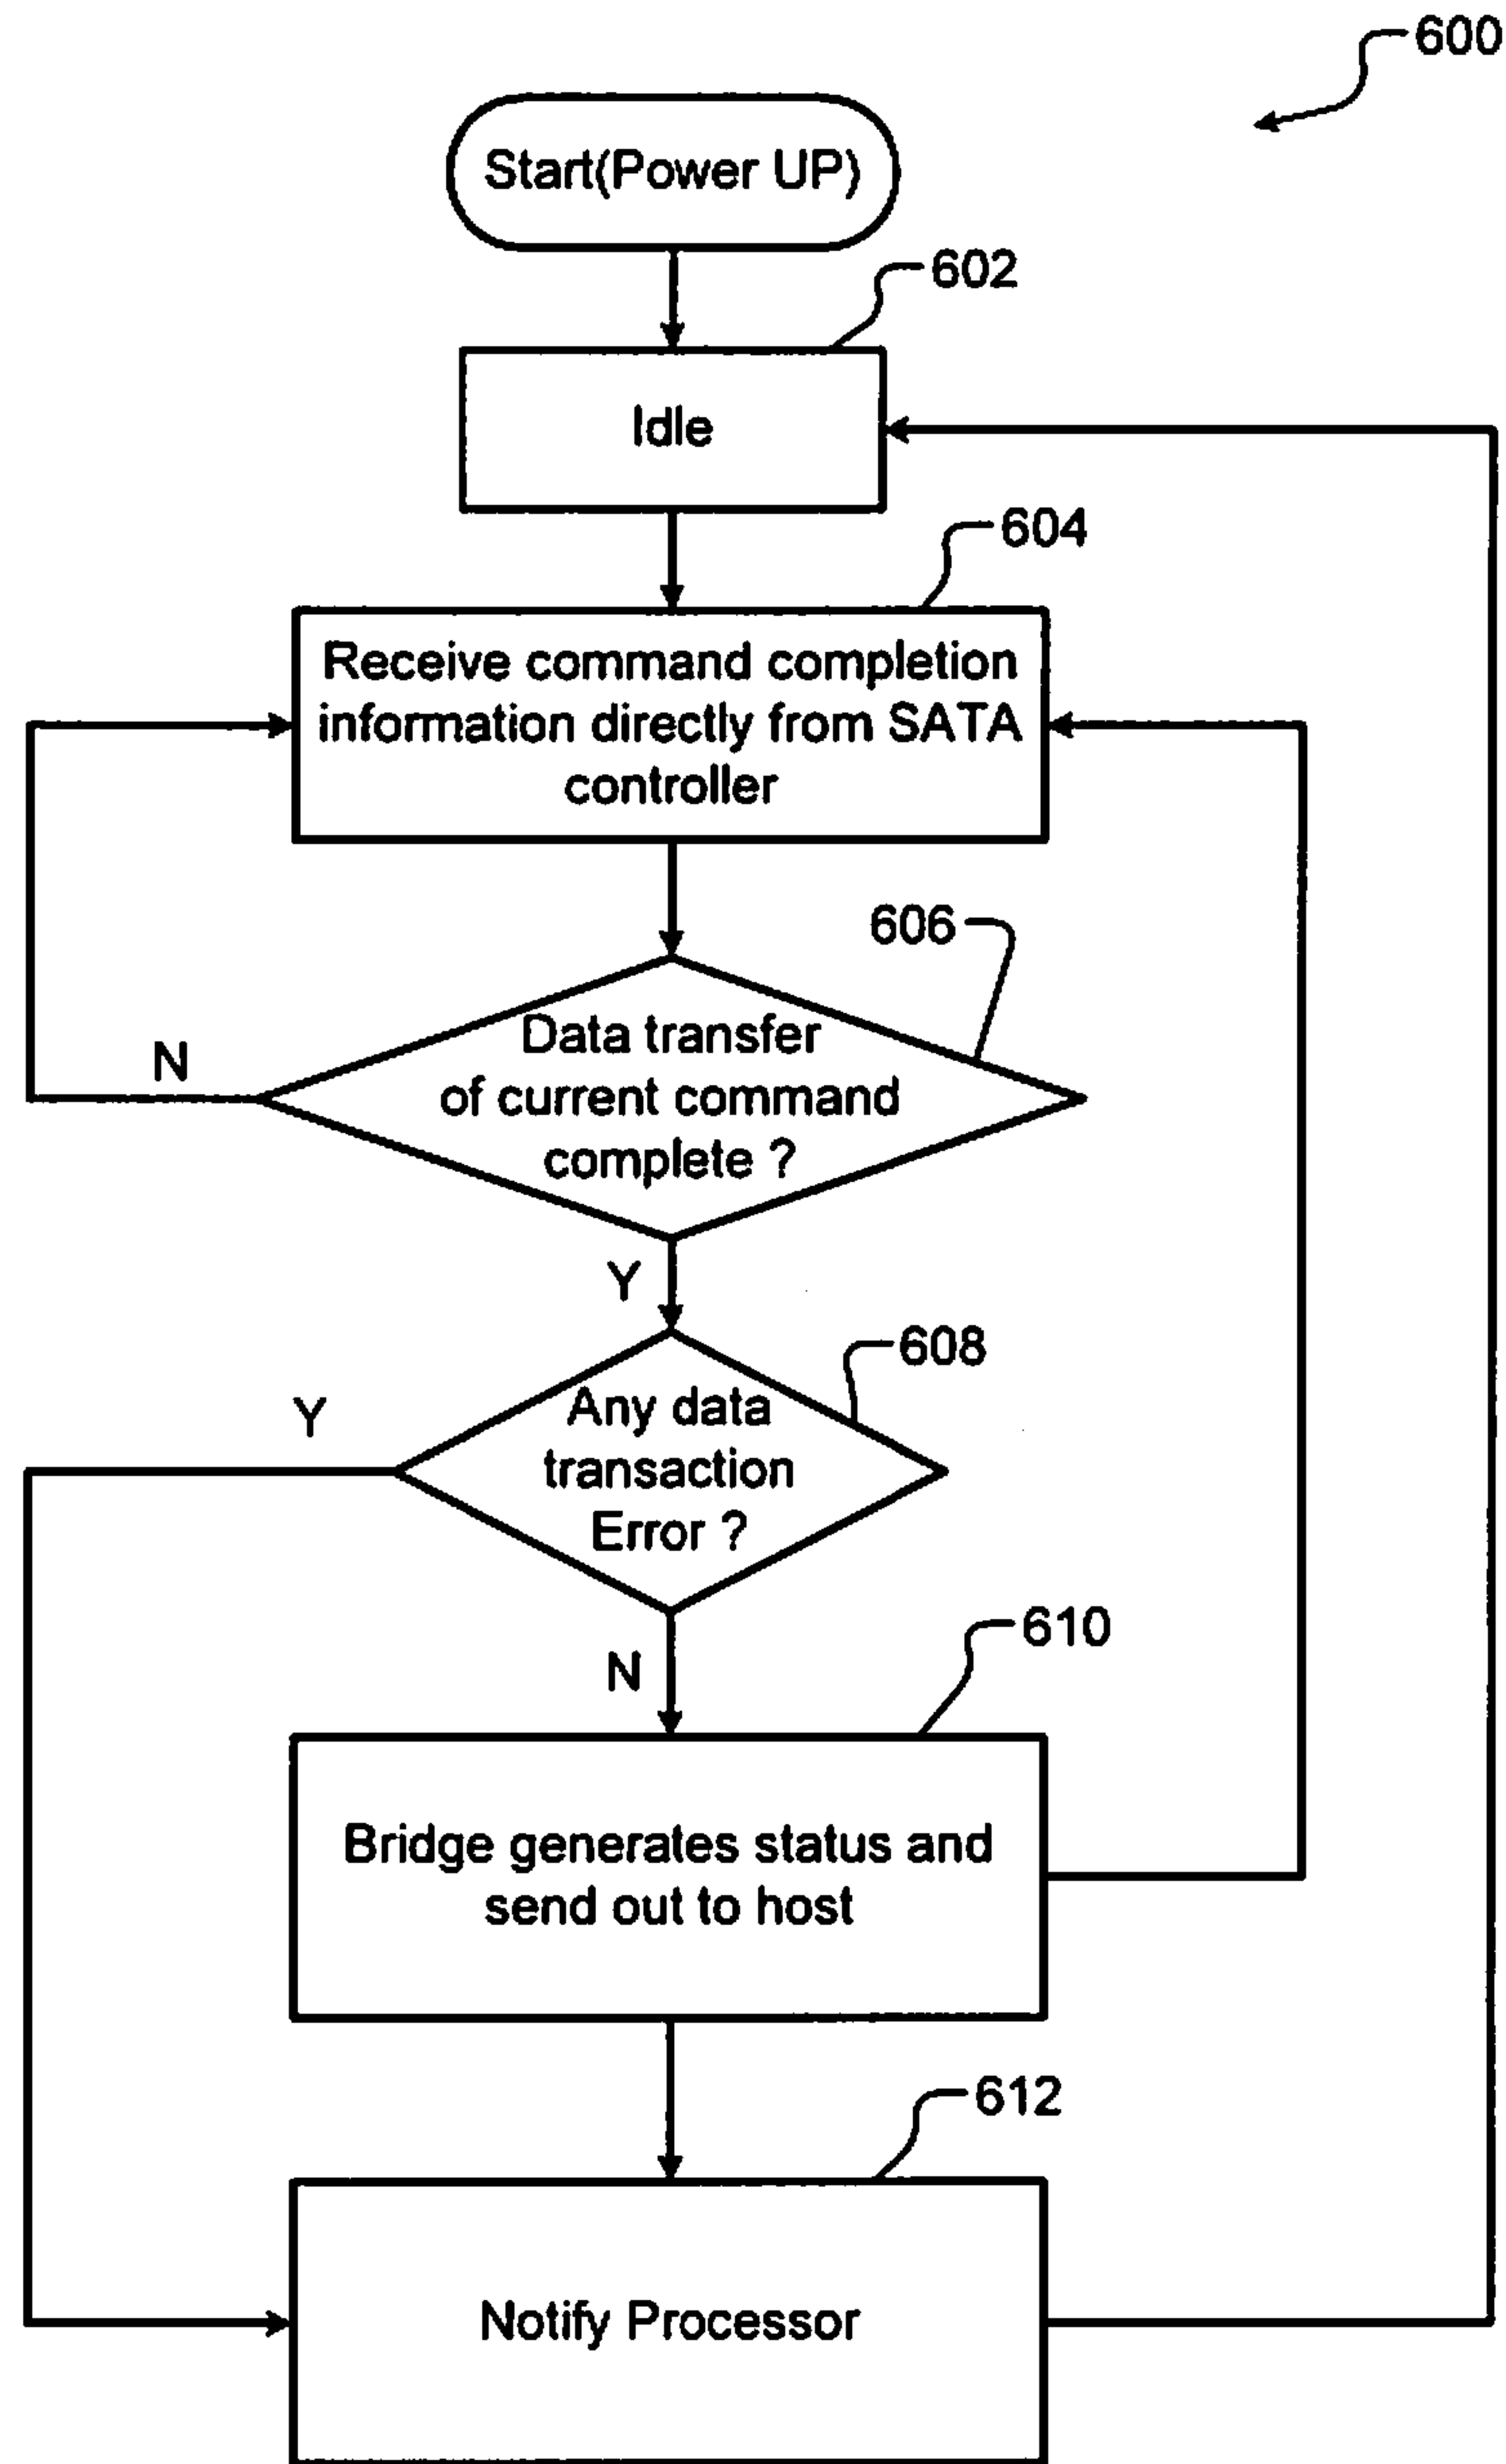 600
Start(Power UP)
602
Idle
604
Receive command completion
information directly from SATA
controller
606
N
Data transfer
of current command
complete ?
Y
608
Y
Any data
transaction
Error ?
610
N
Bridge generates status and
send out to host
612
Notify Processor